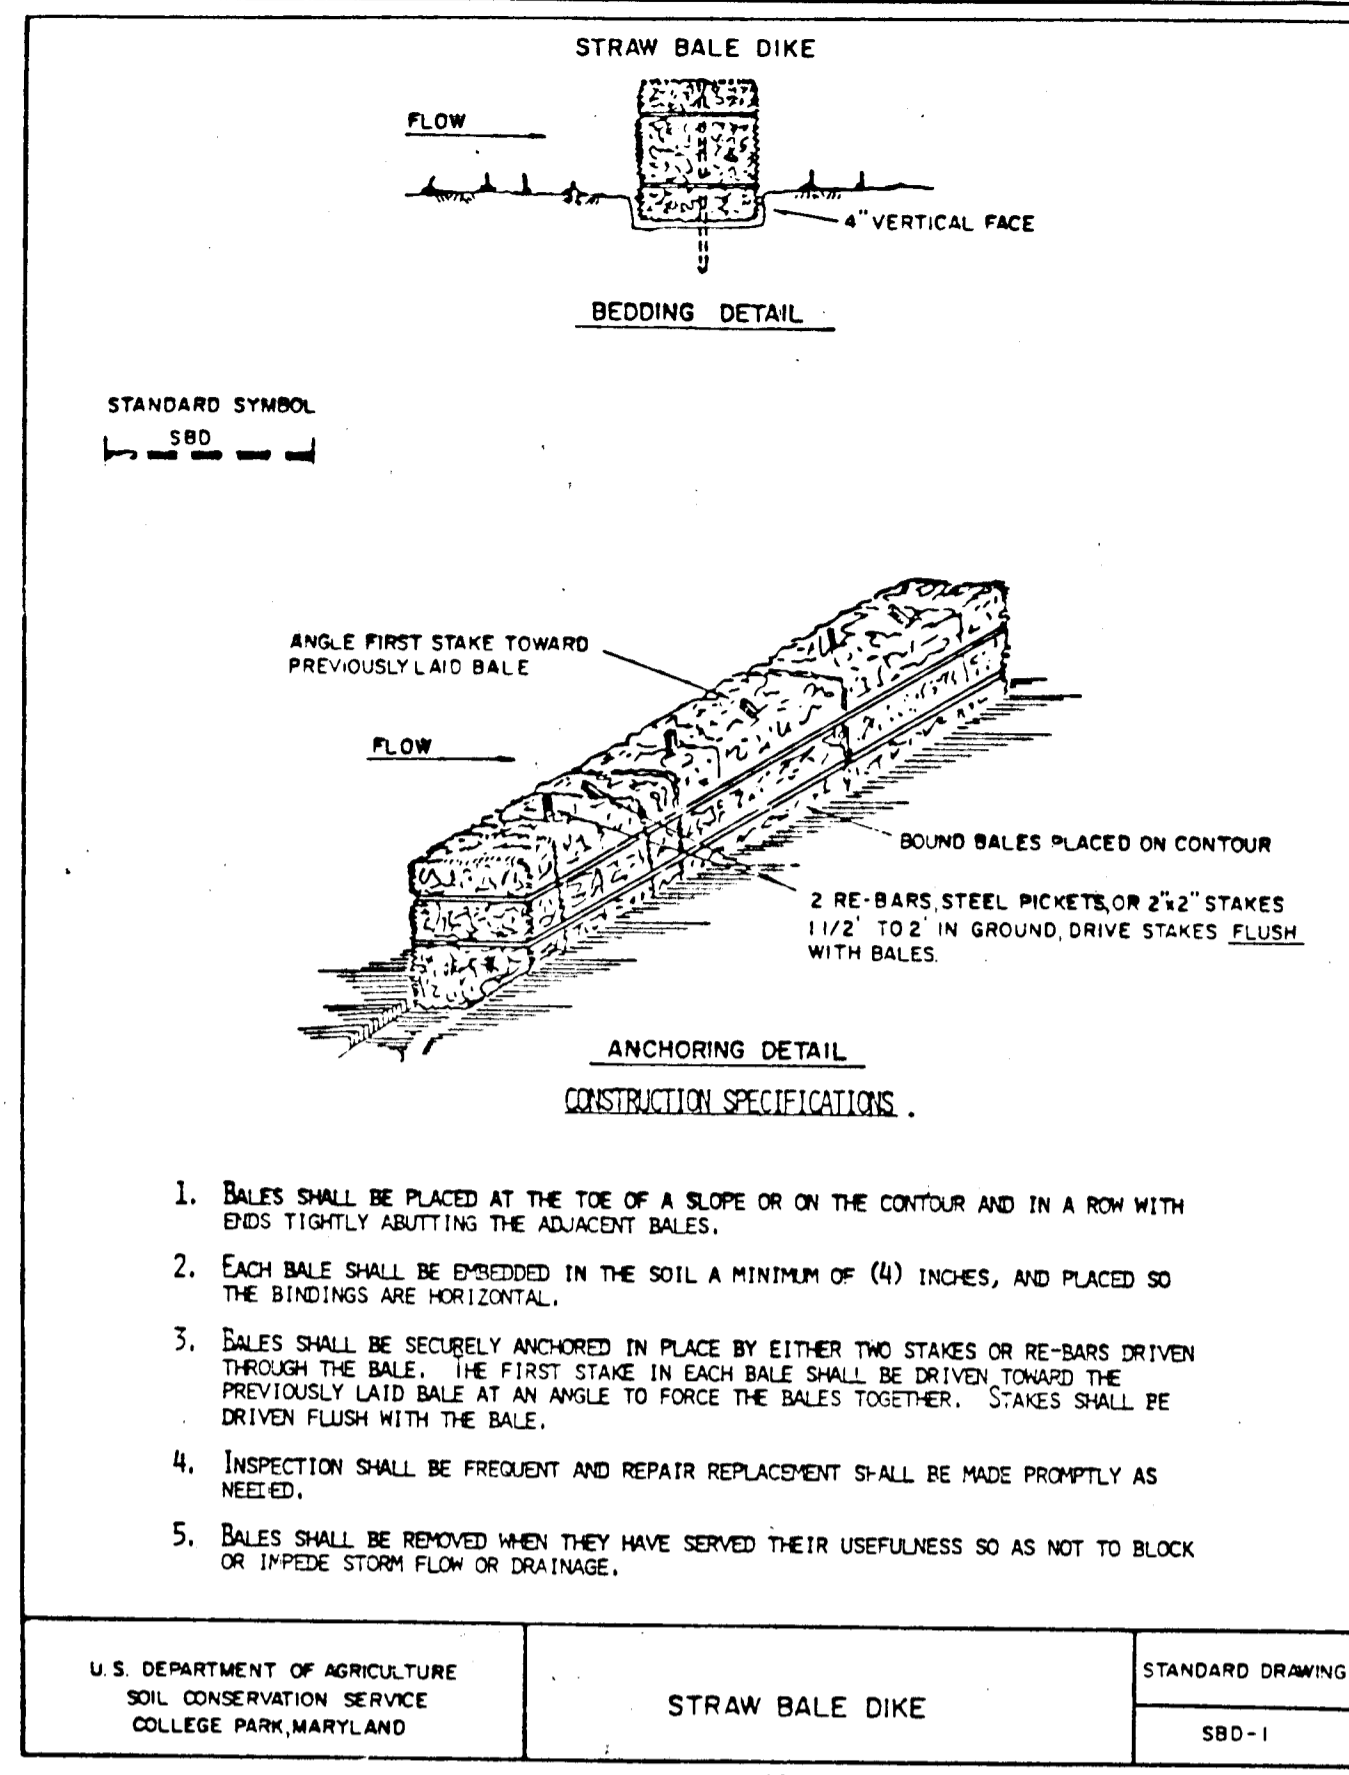 STRAW BALE DIKE
FLOW
4" VERTICAL FACE
BEDDING DETAIL
STANDARD SYMBOL
SBD
ANGLE FIRST STAKE TOWARD
PREVIOUSLY LAID BALE
FLOW
BOUND BALES PLACED ON CONTOUR
2 RE-BARS, STEEL PICKETS, OR 2"x2" STAKES
1 1/2' TO 2' IN GROUND, DRIVE STAKES FLUSH
WITH BALES.
ANCHORING DETAIL
CONSTRUCTION SPECIFICATIONS.
1. BALES SHALL BE PLACED AT THE TOE OF A SLOPE OR ON THE CONTOUR AND IN A ROW WITH
ENDS TIGHTLY ABUTTING THE ADJACENT BALES.
2. EACH BALE SHALL BE EMBEDDED IN THE SOIL A MINIMUM OF (4) INCHES, AND PLACED SO
THE BINDINGS ARE HORIZONTAL.
3. BALES SHALL BE SECURELY ANCHORED IN PLACE BY EITHER TWO STAKES OR RE-BARS DRIVEN
THROUGH THE BALE. THE FIRST STAKE IN EACH BALE SHALL BE DRIVEN TOWARD THE
PREVIOUSLY LAID BALE AT AN ANGLE TO FORCE THE BALES TOGETHER. STAKES SHALL BE
DRIVEN FLUSH WITH THE BALE.
4. INSPECTION SHALL BE FREQUENT AND REPAIR REPLACEMENT SHALL BE MADE PROMPTLY AS
NEEDED.
5. BALES SHALL BE REMOVED WHEN THEY HAVE SERVED THEIR USEFULNESS SO AS NOT TO BLOCK
OR IMPEDE STORM FLOW OR DRAINAGE.
U. S. DEPARTMENT OF AGRICULTURE
SOIL CONSERVATION SERVICE
COLLEGE PARK, MARYLAND
STRAW BALE DIKE
STANDARD DRAWING
SBD-1